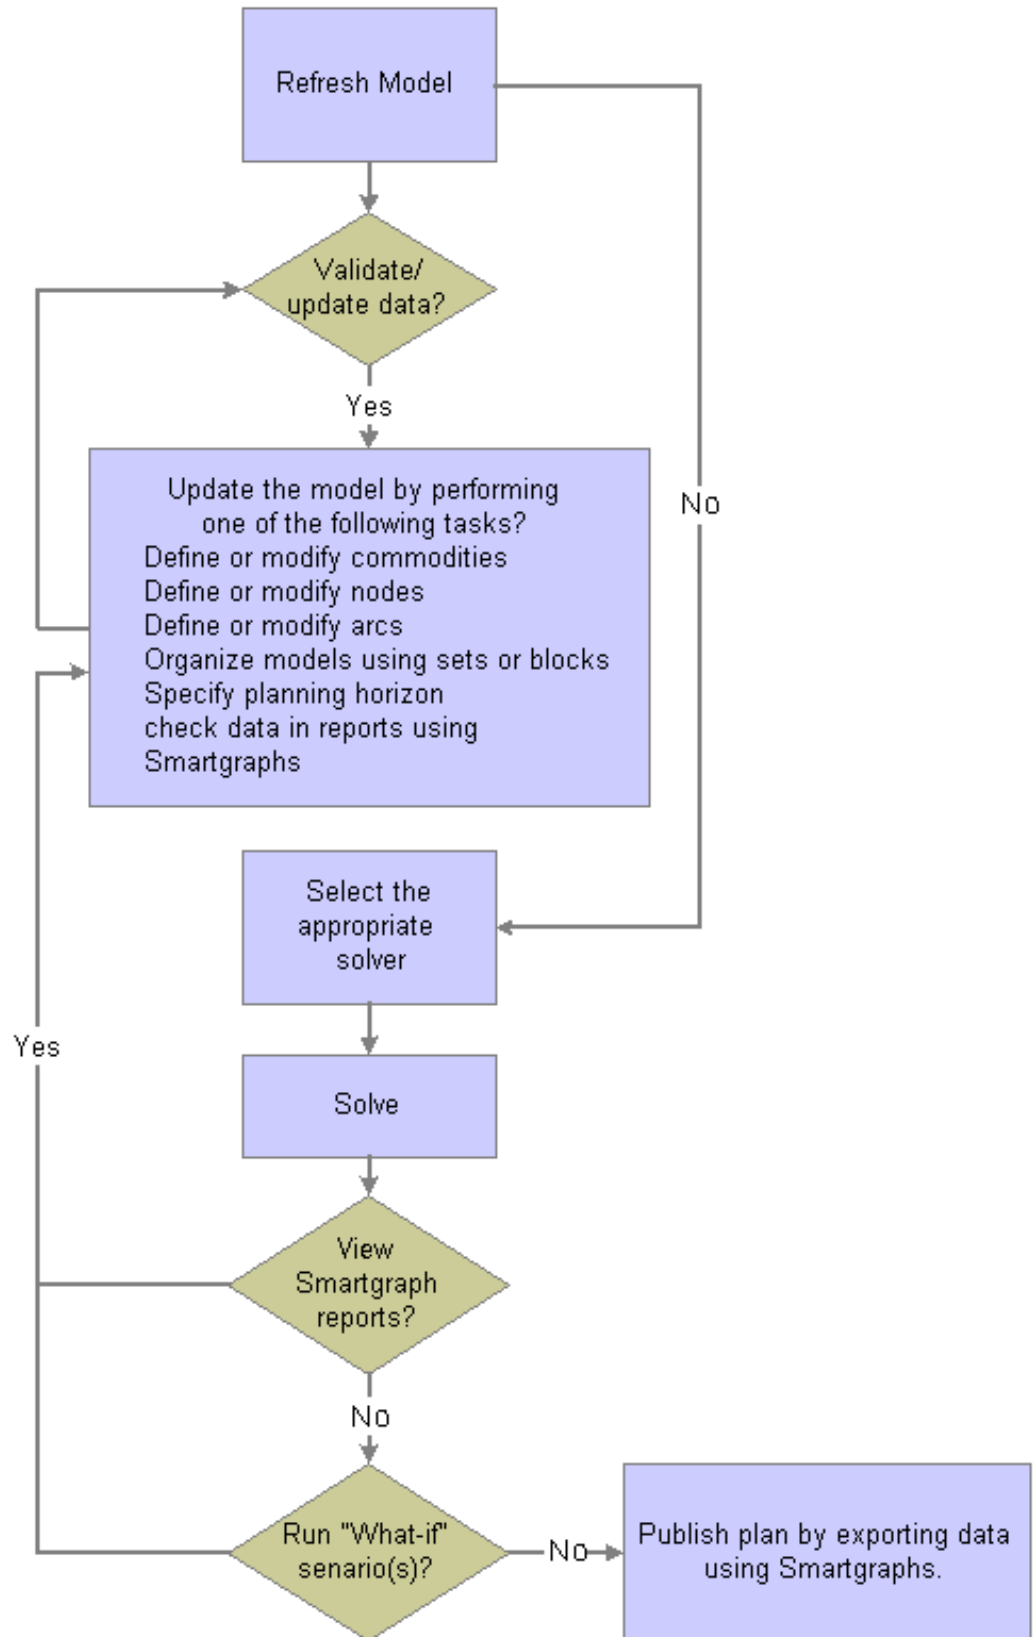 Refresh Model
Validate/
update data?
Yes
Update the model by performing
one of the following tasks?
Define or modify commodities
Define or modify nodes
Define or modify arcs
Organize models using sets or blocks
Specify planning horizon
check data in reports using
Smartgraphs
No
Select the
appropriate
solver
Yes
Solve
View
Smartgraph
reports?
No
Run "What-if"
senario(s)?
No
Publish plan by exporting data
using Smartgraphs.